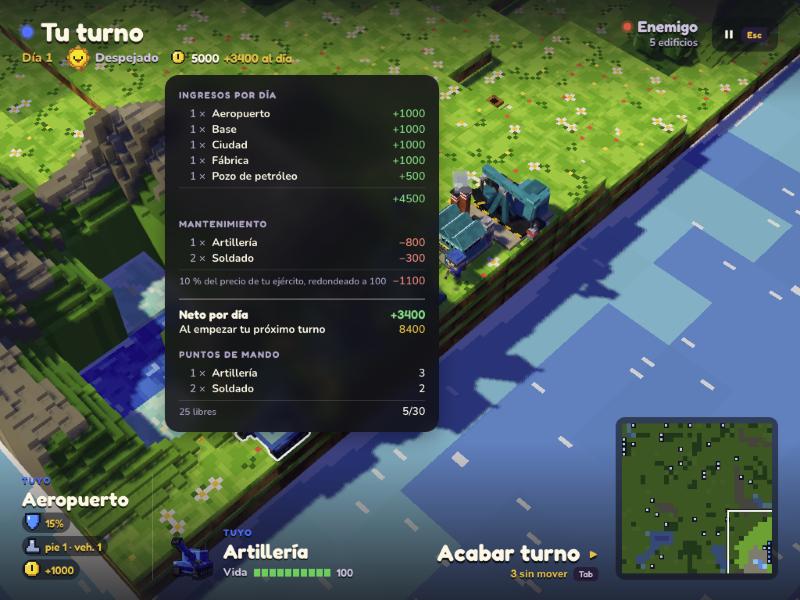 Tu turno
Día 1 Despejado 5000 +3400 al día
Enemigo
5 edificios
Esc
INGRESOS POR DÍA
1 × Aeropuerto +1000
1 × Base +1000
1 × Ciudad +1000
1 × Fábrica +1000
1 × Pozo de petróleo +500
+4500
MANTENIMIENTO
1 × Artillería −800
2 × Soldado −300
10 % del precio de tu ejército, redondeado a 100 −1100
Neto por día +3400
Al empezar tu próximo turno 8400
PUNTOS DE MANDO
1 × Artillería 3
2 × Soldado 2
25 libres 5/30
TUYO
Aeropuerto
15%
pie 1 · veh. 1
+1000
TUYO
Artillería
Vida 100
Acabar turno
3 sin mover Tab